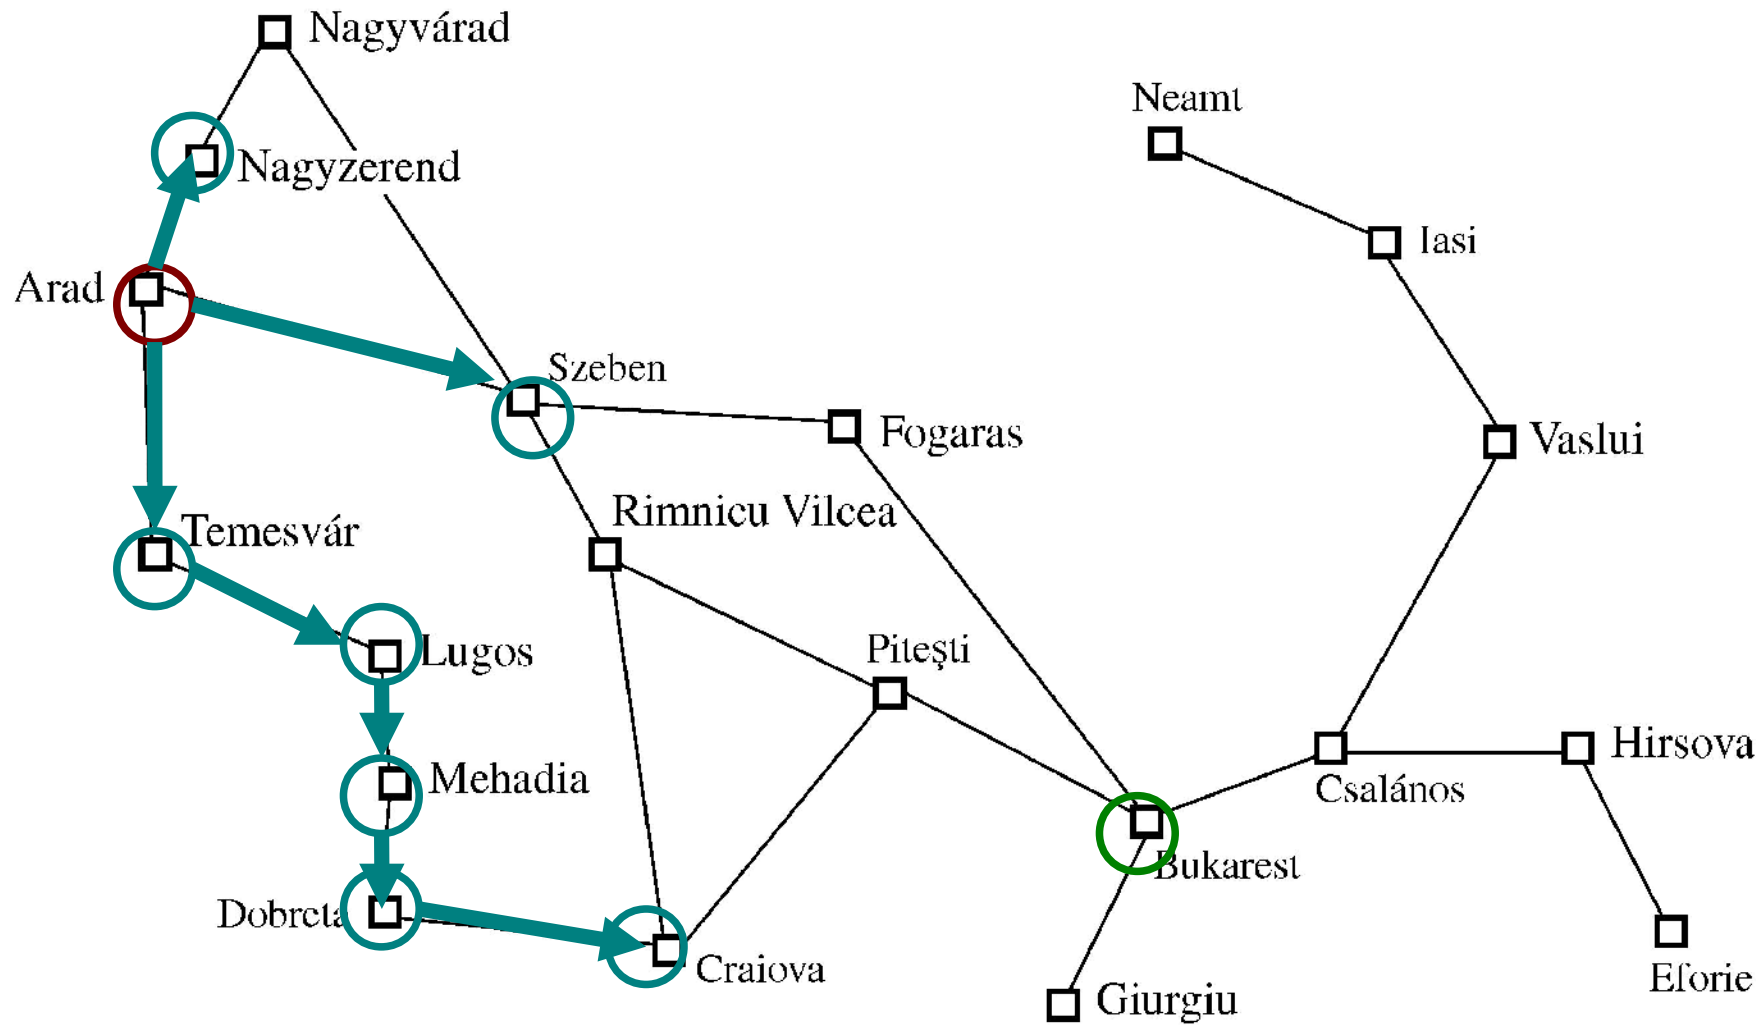 Nagyvárad
Neamt
Nagyzerend
Iasi
Arad
Szeben
Fogaras
Vaslui
Rimnicu Vilcea
Temesvár
Lugos
Piteşti
Hirsova
Mehadia
Csalános
Bukarest
Dobreta
Craiova
Eforie
Giurgiu